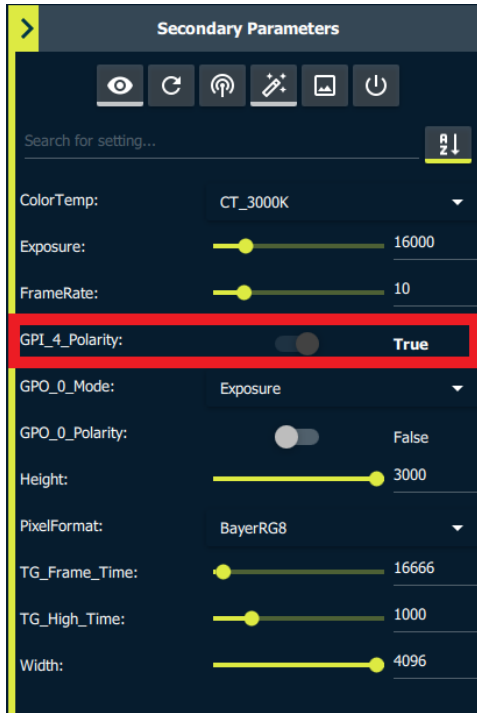 Secondary Parameters
Search for setting...
ColorTemp: CT_3000K
Exposure: 16000
FrameRate: 10
GPI_4_Polarity: True
GPO_0_Mode: Exposure
GPO_0_Polarity: False
Height: 3000
PixelFormat: BayerRG8
TG_Frame_Time: 16666
TG_High_Time: 1000
Width: 4096